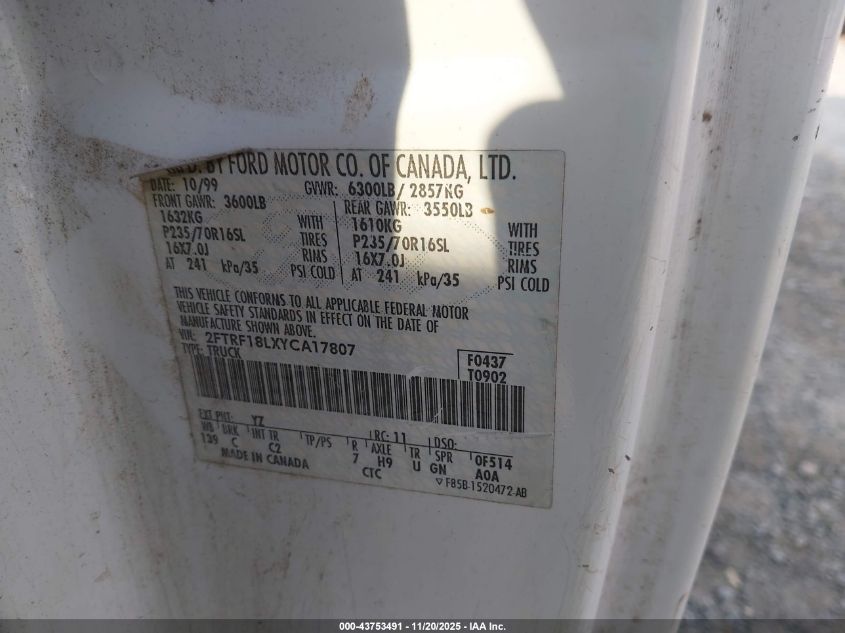 BY FORD MOTOR CO. OF CANADA, LTD.
DATE: 10/99 GVWR: 6300LB/ 2857KG
FRONT GAWR: 3600LB REAR GAWR: 3550LB
1632KG WITH 1610KG WITH
P235/70R16SL TIRES P235/70R16SL TIRES
16X7.0J RIMS 16X7.0J RIMS
AT 241 kPa/35 PSI COLD AT 241 kPa/35 PSI COLD
THIS VEHICLE CONFORMS TO ALL APPLICABLE FEDERAL MOTOR
VEHICLE SAFETY STANDARDS IN EFFECT ON THE DATE OF
MANUFACTURE SHOWN ABOVE.
VIN: 2FTRF18LXYCA17807
TYPE: TRUCK
F0437
T0902
EXT PNT: YZ RC: 11 DSO:
WB BRK INT TR TP/PS R AXLE TR SPR 0F514
139 C C2 7 H9 U GN A0A
MADE IN CANADA CTC
▽ F85B-1520472-AB
000-43753491 - 11/20/2025 - IAA Inc.